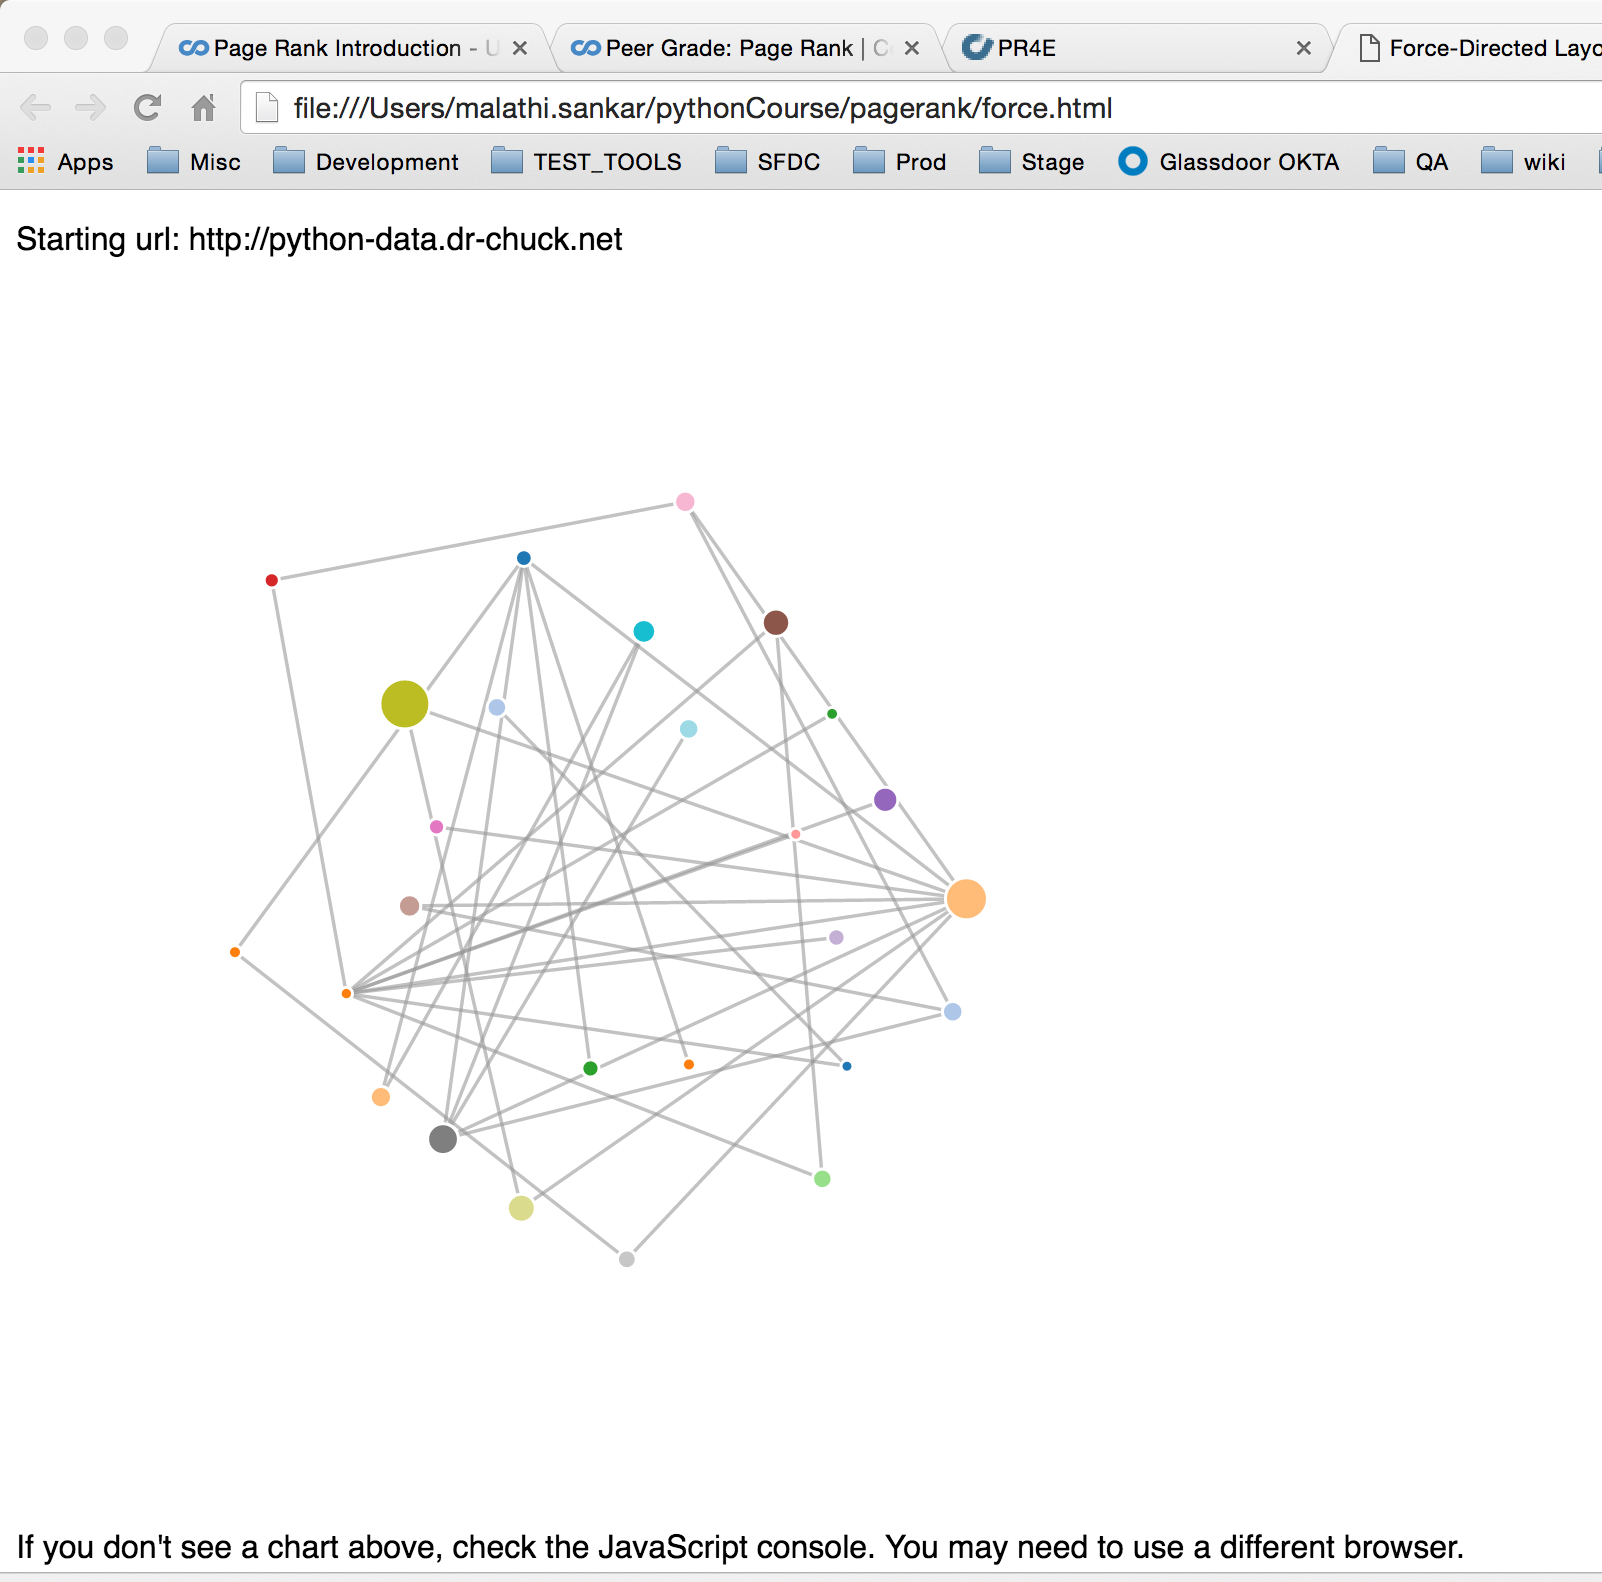 Page Rank Introduction - U
Peer Grade: Page Rank | C
PR4E
Force-Directed Layo
file:///Users/malathi.sankar/pythonCourse/pagerank/force.html
Apps Misc Development TEST_TOOLS SFDC Prod Stage Glassdoor OKTA QA wiki
Starting url: http://python-data.dr-chuck.net
If you don't see a chart above, check the JavaScript console. You may need to use a different browser.